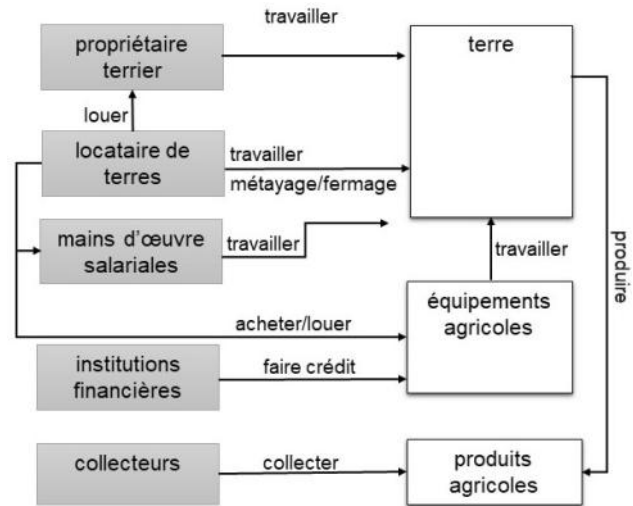 travailler
propriétaire
terrier
terre
louer
locataire de
terres
travailler
métayage/fermage
mains d'œuvre
salariales
travailler
travailler
produire
acheter/louer
équipements
agricoles
institutions
financières
faire crédit
collecteurs
collecter
produits
agricoles